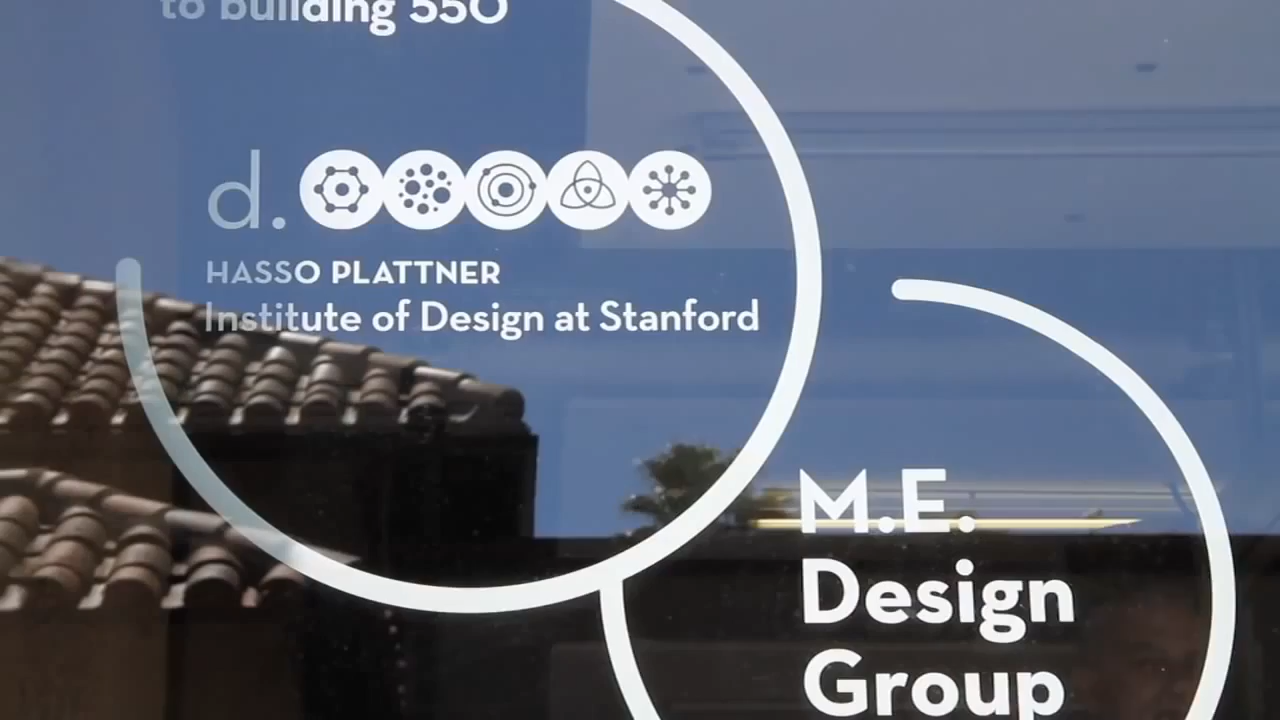 to building 550
d.
HASSO PLATTNER
Institute of Design at Stanford
M.E.
Design
Group